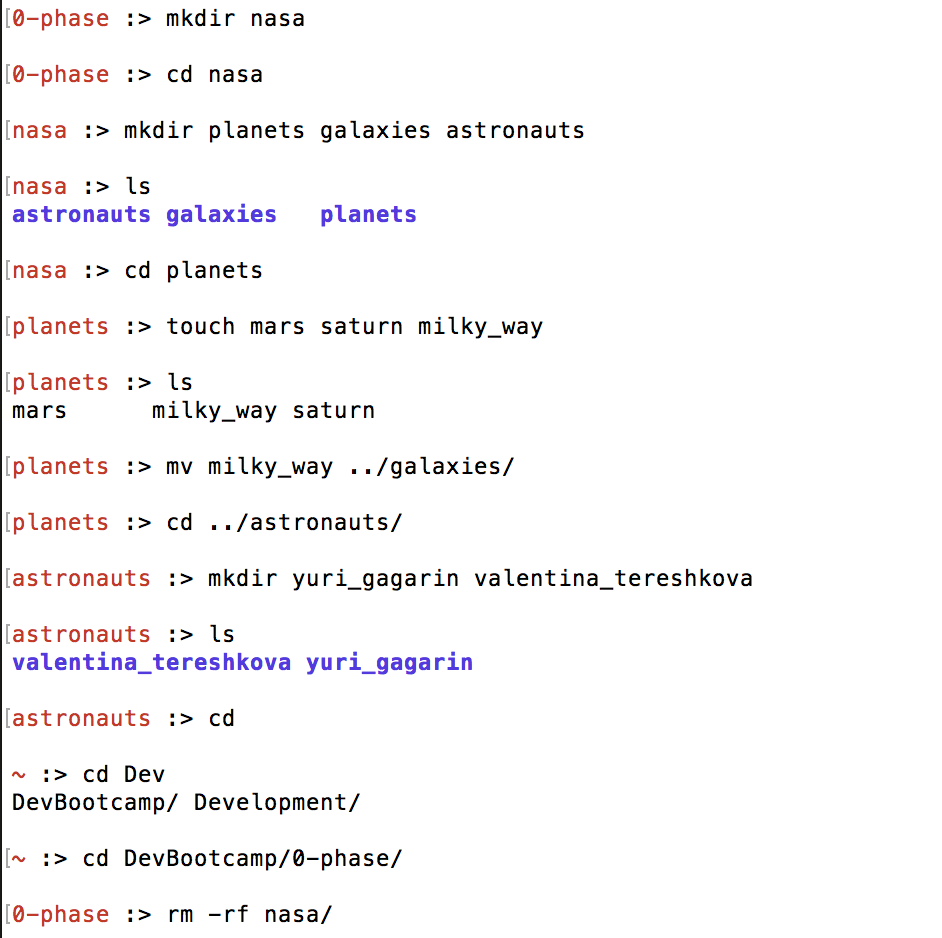 [0-phase :> mkdir nasa
[0-phase :> cd nasa
[nasa :> mkdir planets galaxies astronauts
[nasa :> ls
astronauts galaxies   planets
[nasa :> cd planets
[planets :> touch mars saturn milky_way
[planets :> ls
mars      milky_way saturn
[planets :> mv milky_way ../galaxies/
[planets :> cd ../astronauts/
[astronauts :> mkdir yuri_gagarin valentina_tereshkova
[astronauts :> ls
valentina_tereshkova yuri_gagarin
[astronauts :> cd
~ :> cd Dev
DevBootcamp/ Development/
[~ :> cd DevBootcamp/0-phase/
[0-phase :> rm -rf nasa/